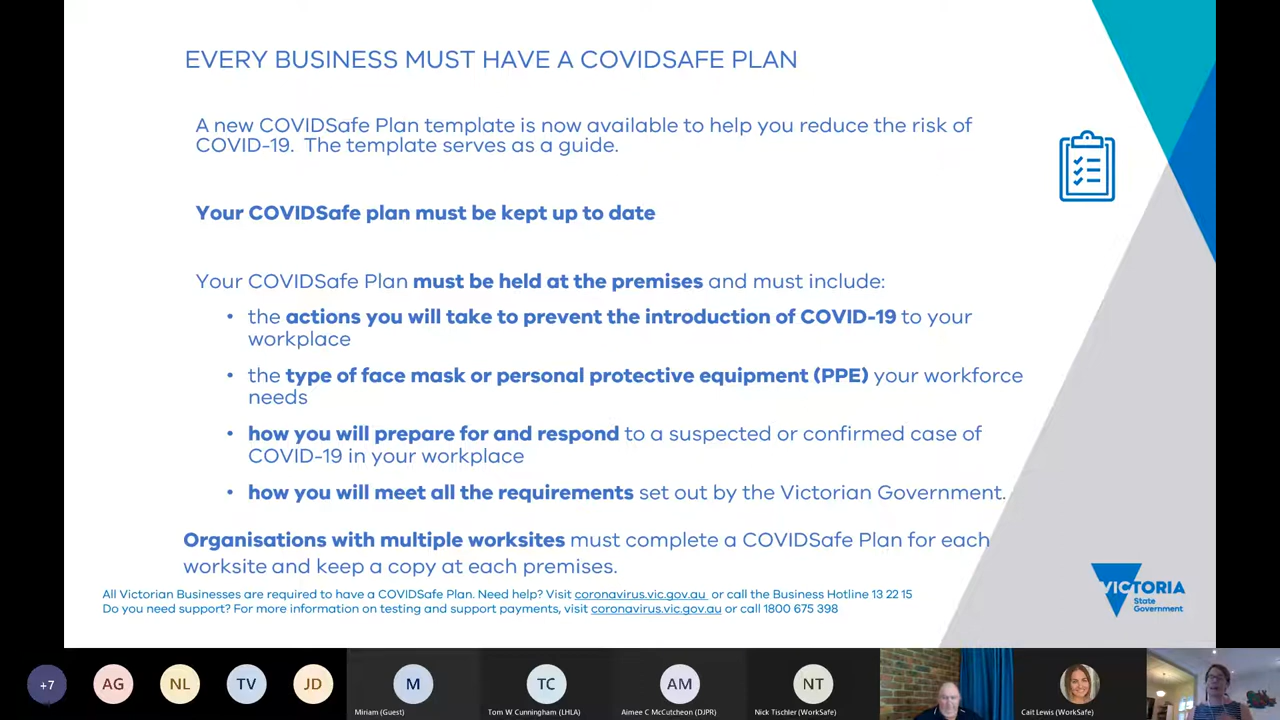 EVERY BUSINESS MUST HAVE A COVIDSAFE PLAN
A new COVIDSafe Plan template is now available to help you reduce the risk of
COVID-19. The template serves as a guide.
Your COVIDSafe plan must be kept up to date
Your COVIDSafe Plan must be held at the premises and must include:
• the actions you will take to prevent the introduction of COVID-19 to your
workplace
• the type of face mask or personal protective equipment (PPE) your workforce
needs
• how you will prepare for and respond to a suspected or confirmed case of
COVID-19 in your workplace
• how you will meet all the requirements set out by the Victorian Government.
Organisations with multiple worksites must complete a COVIDSafe Plan for each
worksite and keep a copy at each premises.
All Victorian Businesses are required to have a COVIDSafe Plan. Need help? Visit coronavirus.vic.gov.au or call the Business Hotline 13 22 15
Do you need support? For more information on testing and support payments, visit coronavirus.vic.gov.au or call 1800 675 398
VICTORIA
State
Government
+7
AG
NL
TV
JD
M
TC
AM
NT
Miriam (Guest)
Tom W Cunningham (LHLA)
Aimee C McCutcheon (DJPR)
Nick Tischler (WorkSafe)
Cait Lewis (WorkSafe)